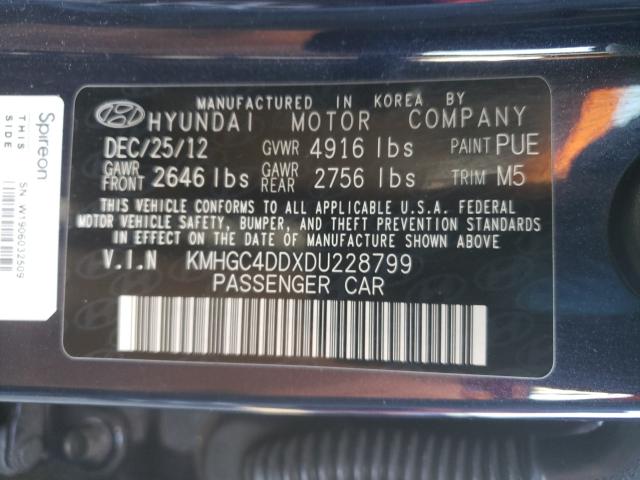 MANUFACTURED IN KOREA BY
HYUNDAI MOTOR COMPANY
DEC/25/12 GVWR 4916 lbs PAINT PUE
GAWR FRONT 2646 lbs GAWR REAR 2756 lbs TRIM M5
THIS VEHICLE CONFORMS TO ALL APPLICABLE U.S.A. FEDERAL
MOTOR VEHICLE SAFETY, BUMPER, AND THEFT PREVENTION STANDARDS
IN EFFECT ON THE DATE OF MANUFACTURE SHOWN ABOVE.
V.I.N KMHGC4DDXDU228799
PASSENGER CAR
Spireon
THIS
SIDE
SN W1906032509